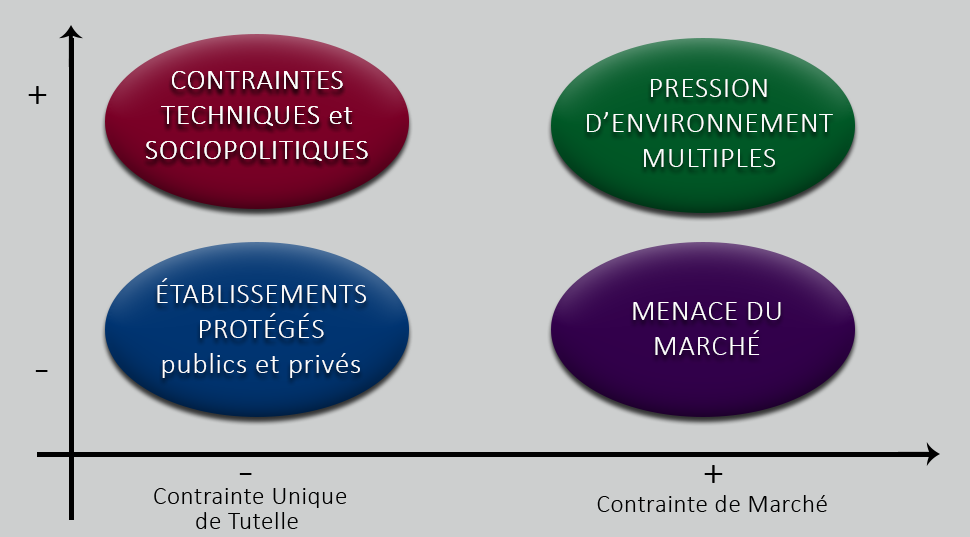 +
CONTRAINTES
TECHNIQUES et
SOCIOPOLITIQUES
PRESSION
D’ENVIRONNEMENT
MULTIPLES
ÉTABLISSEMENTS
PROTÉGÉS
publics et privés
MENACE DU
MARCHÉ
–
–
Contrainte Unique
de Tutelle
+
Contrainte de Marché